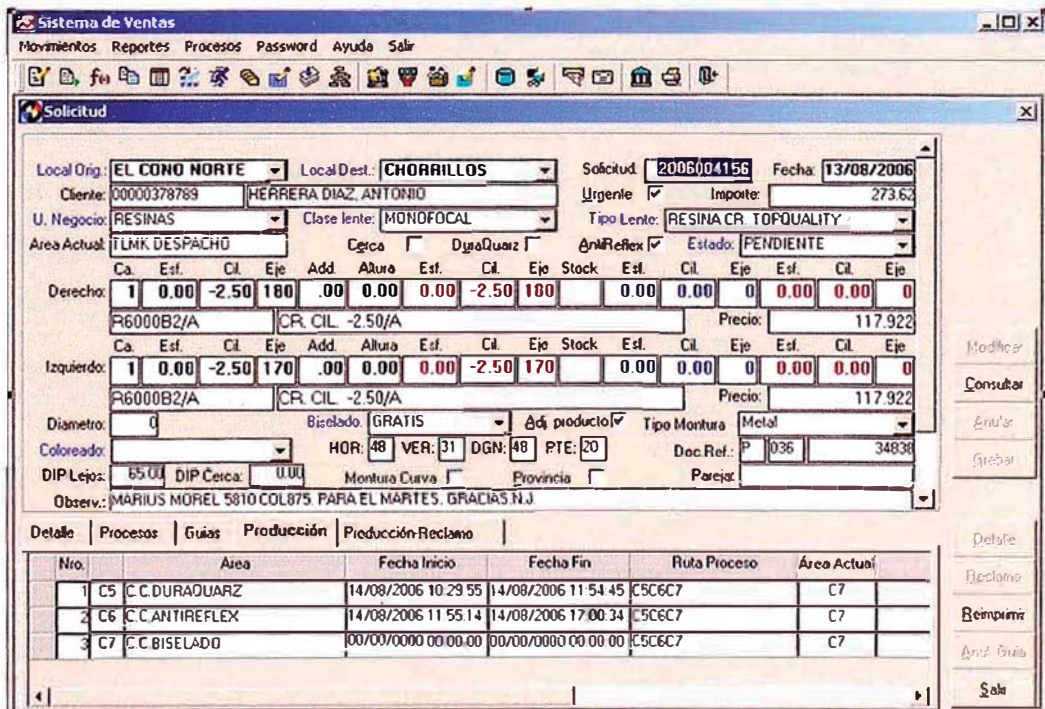 Sistema de Ventas
Movimientos Reportes Procesos Password Ayuda Salir
Solicitud
Local Orig.: EL CONO NORTE Local Dest.: CHORRILLOS Solicitud: 2006004156 Fecha: 13/08/2006
Cliente: 00000378789 HERRERA DIAZ, ANTONIO Urgente Importe: 273.62
U. Negocio: RESINAS Clase lente: MONOFOCAL Tipo Lente: RESINA CR. TOPQUALITY
Area Actual: TLMK DESPACHO Cerca DuraQuarz AntiReflex Estado: PENDIENTE
Ca. Esf. Cil. Eje Add. Altura Esf. Cil. Eje Stock Esf. Cil. Eje Esf. Cil. Eje
Derecho: 1 0.00 -2.50 180 .00 0.00 0.00 -2.50 180 0.00 0.00 0 0.00 0.00 0
R6000B2/A CR. CIL. -2.50/A Precio: 117.922
Ca. Esf. Cil. Eje Add. Altura Esf. Cil. Eje Stock Esf. Cil. Eje Esf. Cil. Eje
Izquierdo: 1 0.00 -2.50 170 .00 0.00 0.00 -2.50 170 0.00 0.00 0 0.00 0.00 0
R6000B2/A CR. CIL. -2.50/A Precio: 117.922
Diametro: 0 Biselado: GRATIS Adj. producto Tipo Montura Metal
Coloreado: HOR: 48 VER: 31 DGN: 48 PTE: 20 Doc.Ref.: P 036 34838
DIP Lejos: 65.00 DIP Cerca: 0.00 Montura Curva Provincia Pareja:
Observ.: MARIUS MOREL 5810 COL875. PARA EL MARTES. GRACIAS.N.J
Modificar
Consultar
Anular
Grabar
Detalle Procesos Guias Producción Producción-Reclamo
Nro. Area Fecha Inicio Fecha Fin Ruta Proceso Área Actual
1 C5 C.C.DURAQUARZ 14/08/2006 10:29:55 14/08/2006 11:54:45 C5C6C7 C7
2 C6 C.C.ANTIREFLEX 14/08/2006 11:55:14 14/08/2006 17:00:34 C5C6C7 C7
3 C7 C.C.BISELADO 00/00/0000 00:00:00 00/00/0000 00:00:00 C5C6C7 C7
Detalle
Reclamo
Reimprimir
Anul. Guia
Salir